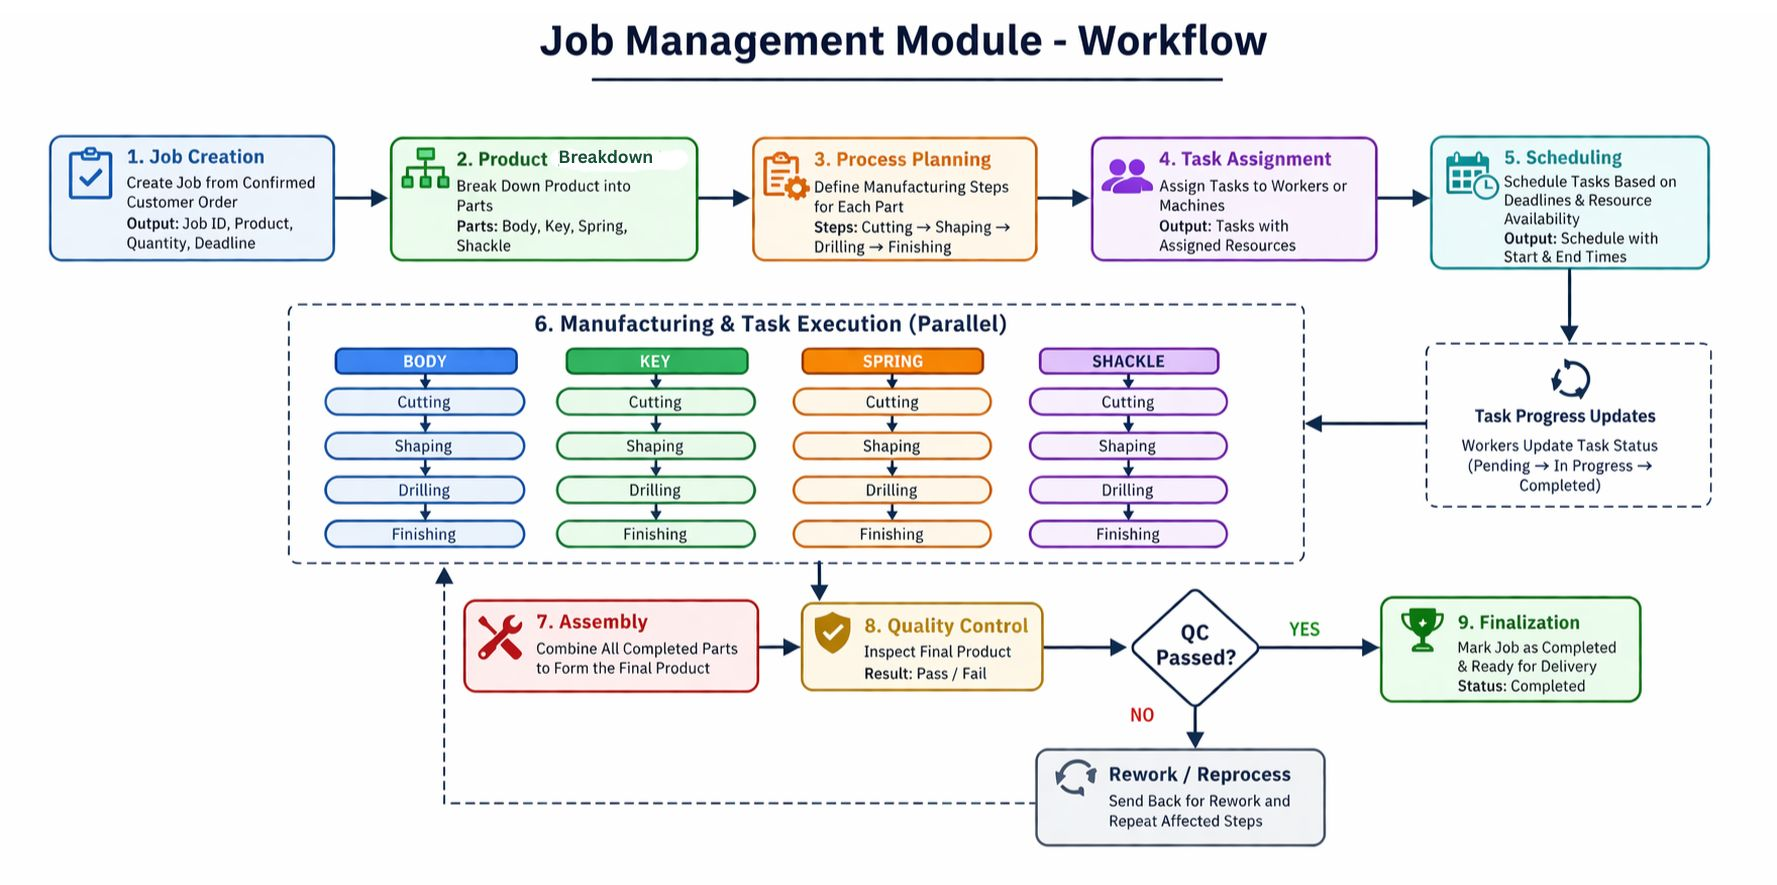 Job Management Module - Workflow
1. Job Creation
Create Job from Confirmed
Customer Order
Output: Job ID, Product,
Quantity, Deadline
2. Product Breakdown
Break Down Product into
Parts
Parts: Body, Key, Spring,
Shackle
3. Process Planning
Define Manufacturing Steps
for Each Part
Steps: Cutting → Shaping →
Drilling → Finishing
4. Task Assignment
Assign Tasks to Workers or
Machines
Output: Tasks with
Assigned Resources
5. Scheduling
Schedule Tasks Based on
Deadlines & Resource
Availability
Output: Schedule with
Start & End Times
Task Progress Updates
Workers Update Task Status
(Pending → In Progress →
Completed)
6. Manufacturing & Task Execution (Parallel)
BODY
Cutting
Shaping
Drilling
Finishing
KEY
Cutting
Shaping
Drilling
Finishing
SPRING
Cutting
Shaping
Drilling
Finishing
SHACKLE
Cutting
Shaping
Drilling
Finishing
7. Assembly
Combine All Completed Parts
to Form the Final Product
8. Quality Control
Inspect Final Product
Result: Pass / Fail
QC
Passed?
YES
NO
9. Finalization
Mark Job as Completed
& Ready for Delivery
Status: Completed
Rework / Reprocess
Send Back for Rework and
Repeat Affected Steps